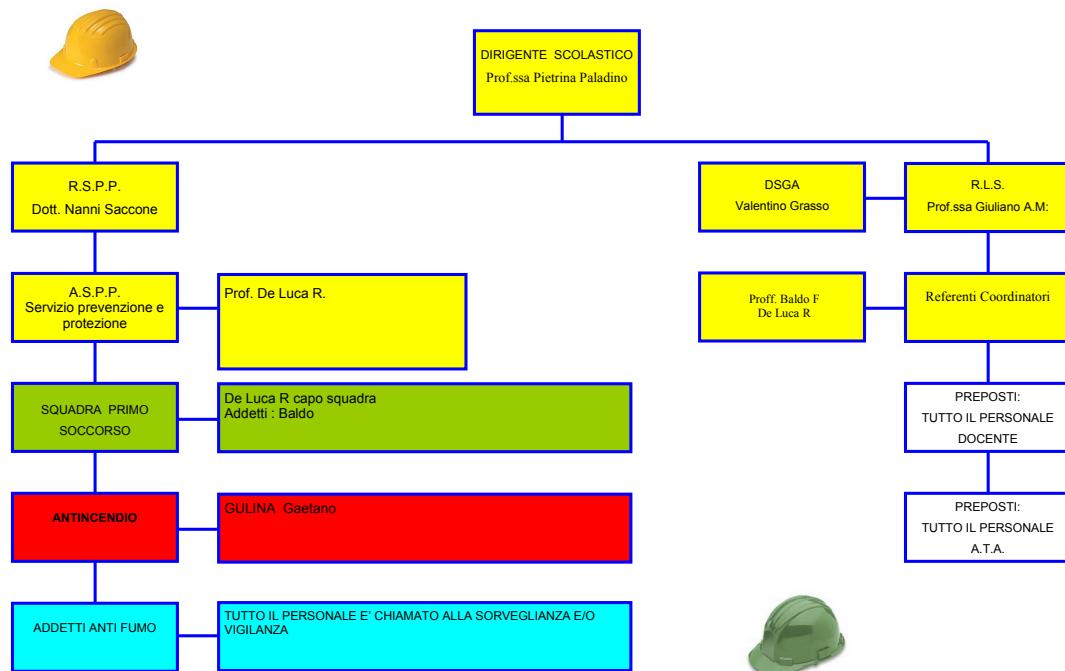 DIRIGENTE SCOLASTICO
Prof.ssa Pietrina Paladino
R.S.P.P.
Dott. Nanni Saccone
DSGA
Valentino Grasso
R.L.S.
Prof.ssa Giuliano A.M:
A.S.P.P.
Servizio prevenzione e
protezione
Prof. De Luca R.
Proff. Baldo F
De Luca R
Referenti Coordinatori
SQUADRA PRIMO
SOCCORSO
De Luca R capo squadra
Addetti : Baldo
PREPOSTI:
TUTTO IL PERSONALE
DOCENTE
ANTINCENDIO
GULINA Gaetano
PREPOSTI:
TUTTO IL PERSONALE
A.T.A.
ADDETTI ANTI FUMO
TUTTO IL PERSONALE E' CHIAMATO ALLA SORVEGLIANZA E/O
VIGILANZA